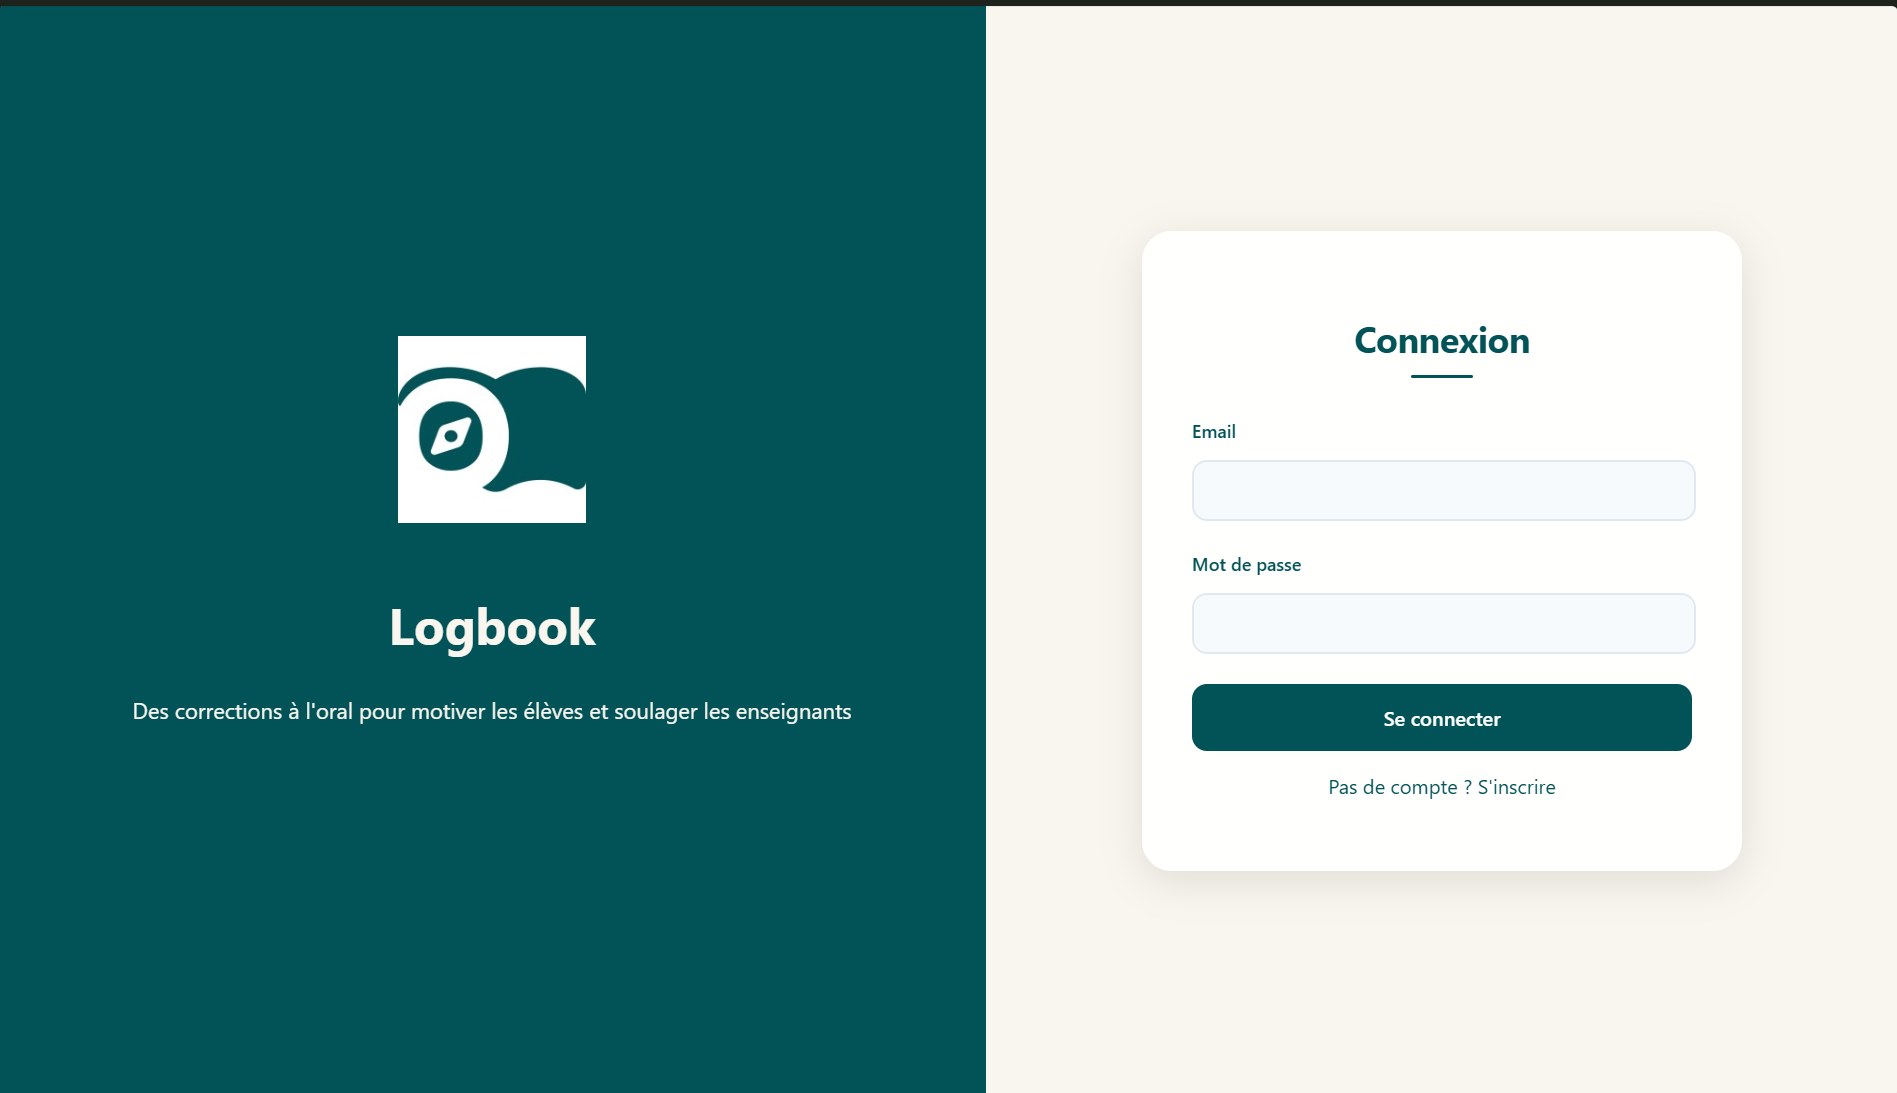 Logbook
Des corrections à l'oral pour motiver les élèves et soulager les enseignants
Connexion
Email
Mot de passe
Se connecter
Pas de compte ? S'inscrire